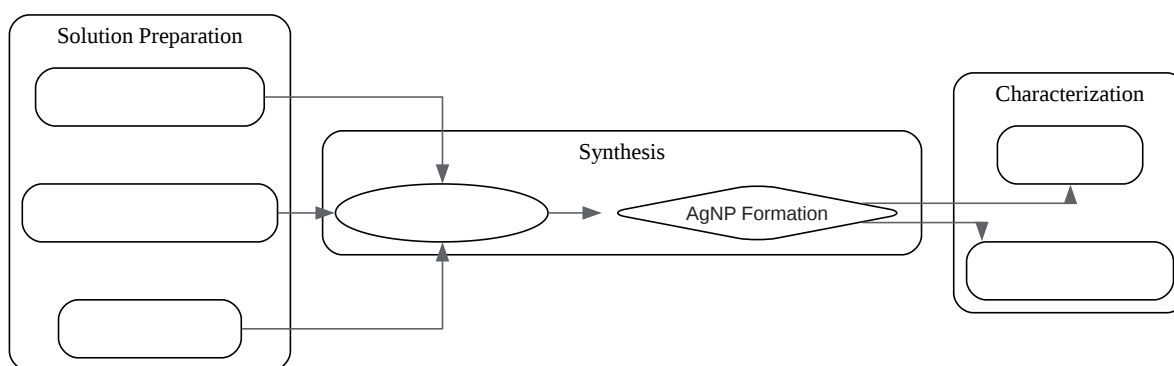 Solution Preparation
Synthesis
AgNP Formation
Characterization